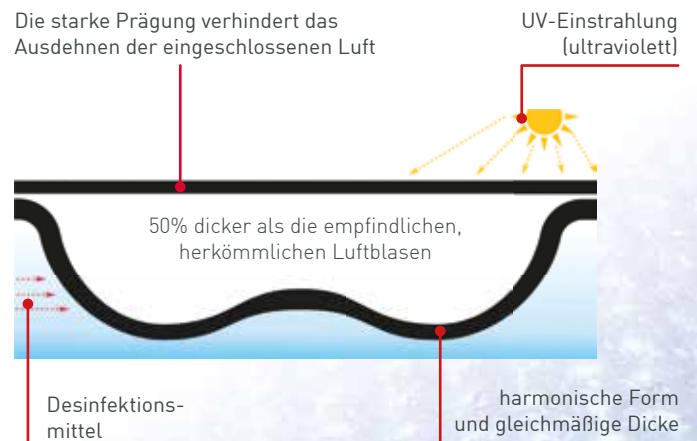 Die starke Prägung verhindert das
Ausdehnen der eingeschlossenen Luft
UV-Einstrahlung
(ultraviolett)
50% dicker als die empfindlichen,
herkömmlichen Luftblasen
Desinfektions-
mittel
harmonische Form
und gleichmäßige Dicke